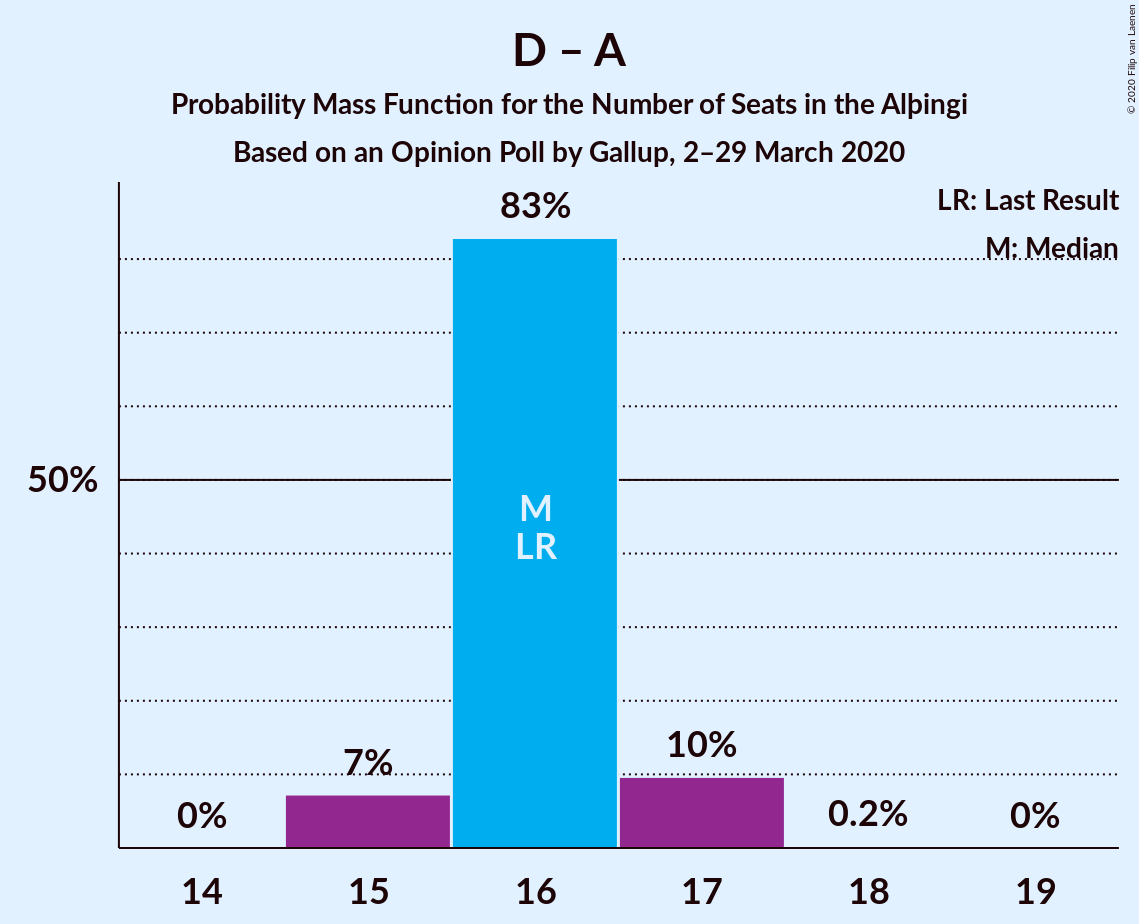 D – A
Probability Mass Function for the Number of Seats in the Alþingi
Based on an Opinion Poll by Gallup, 2–29 March 2020
© 2020 Filip van Laenen
LR: Last Result
M: Median
83%
50%
M
LR
7%
10%
0%
0.2%
0%
14 15 16 17 18 19